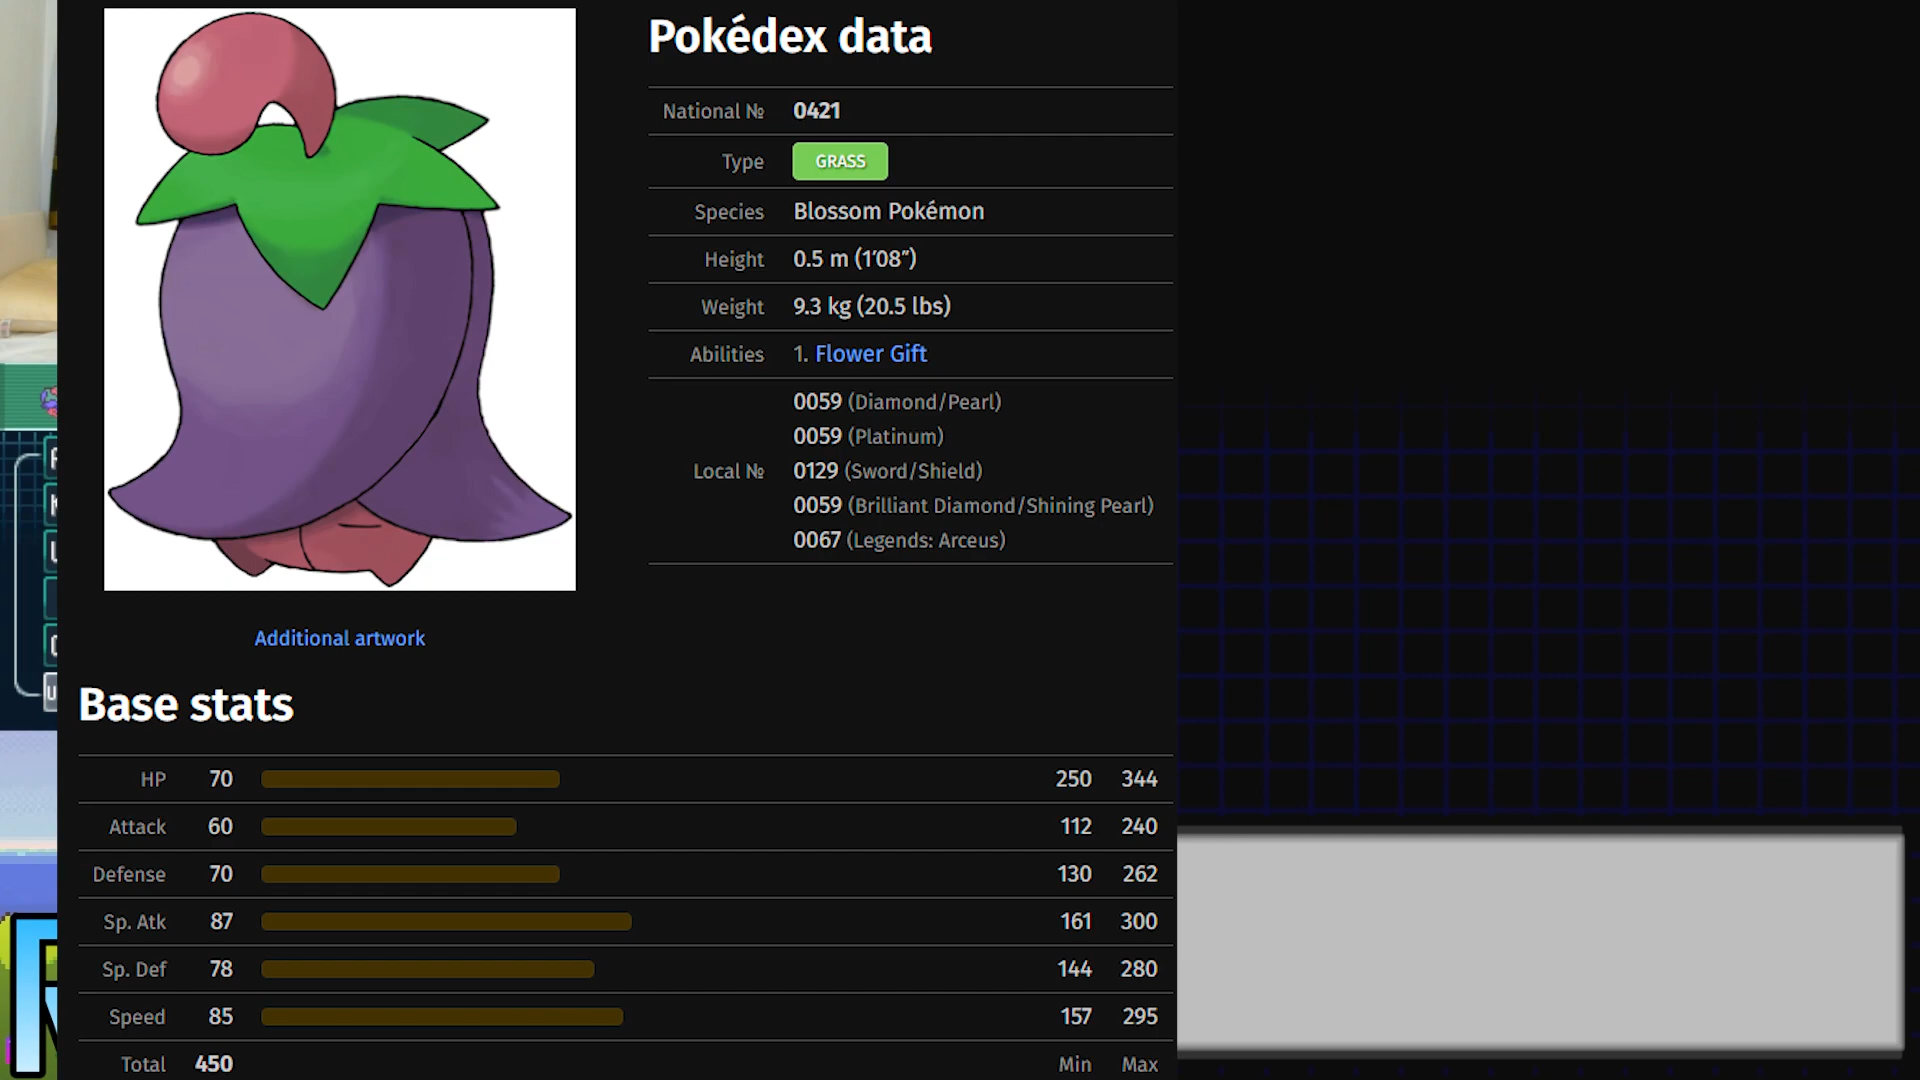 Pokédex data
National № 0421
Type GRASS
Species Blossom Pokémon
Height 0.5 m (1′08″)
Weight 9.3 kg (20.5 lbs)
Abilities 1. Flower Gift
Local № 0059 (Diamond/Pearl)
0059 (Platinum)
0129 (Sword/Shield)
0059 (Brilliant Diamond/Shining Pearl)
0067 (Legends: Arceus)
Additional artwork
Base stats
HP 70 250 344
Attack 60 112 240
Defense 70 130 262
Sp. Atk 87 161 300
Sp. Def 78 144 280
Speed 85 157 295
Total 450 Min Max